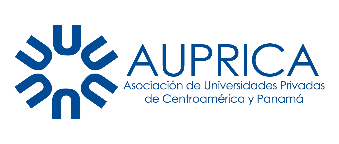 AUPRICA
Asociación de Universidades Privadas
de Centroamérica y Panamá